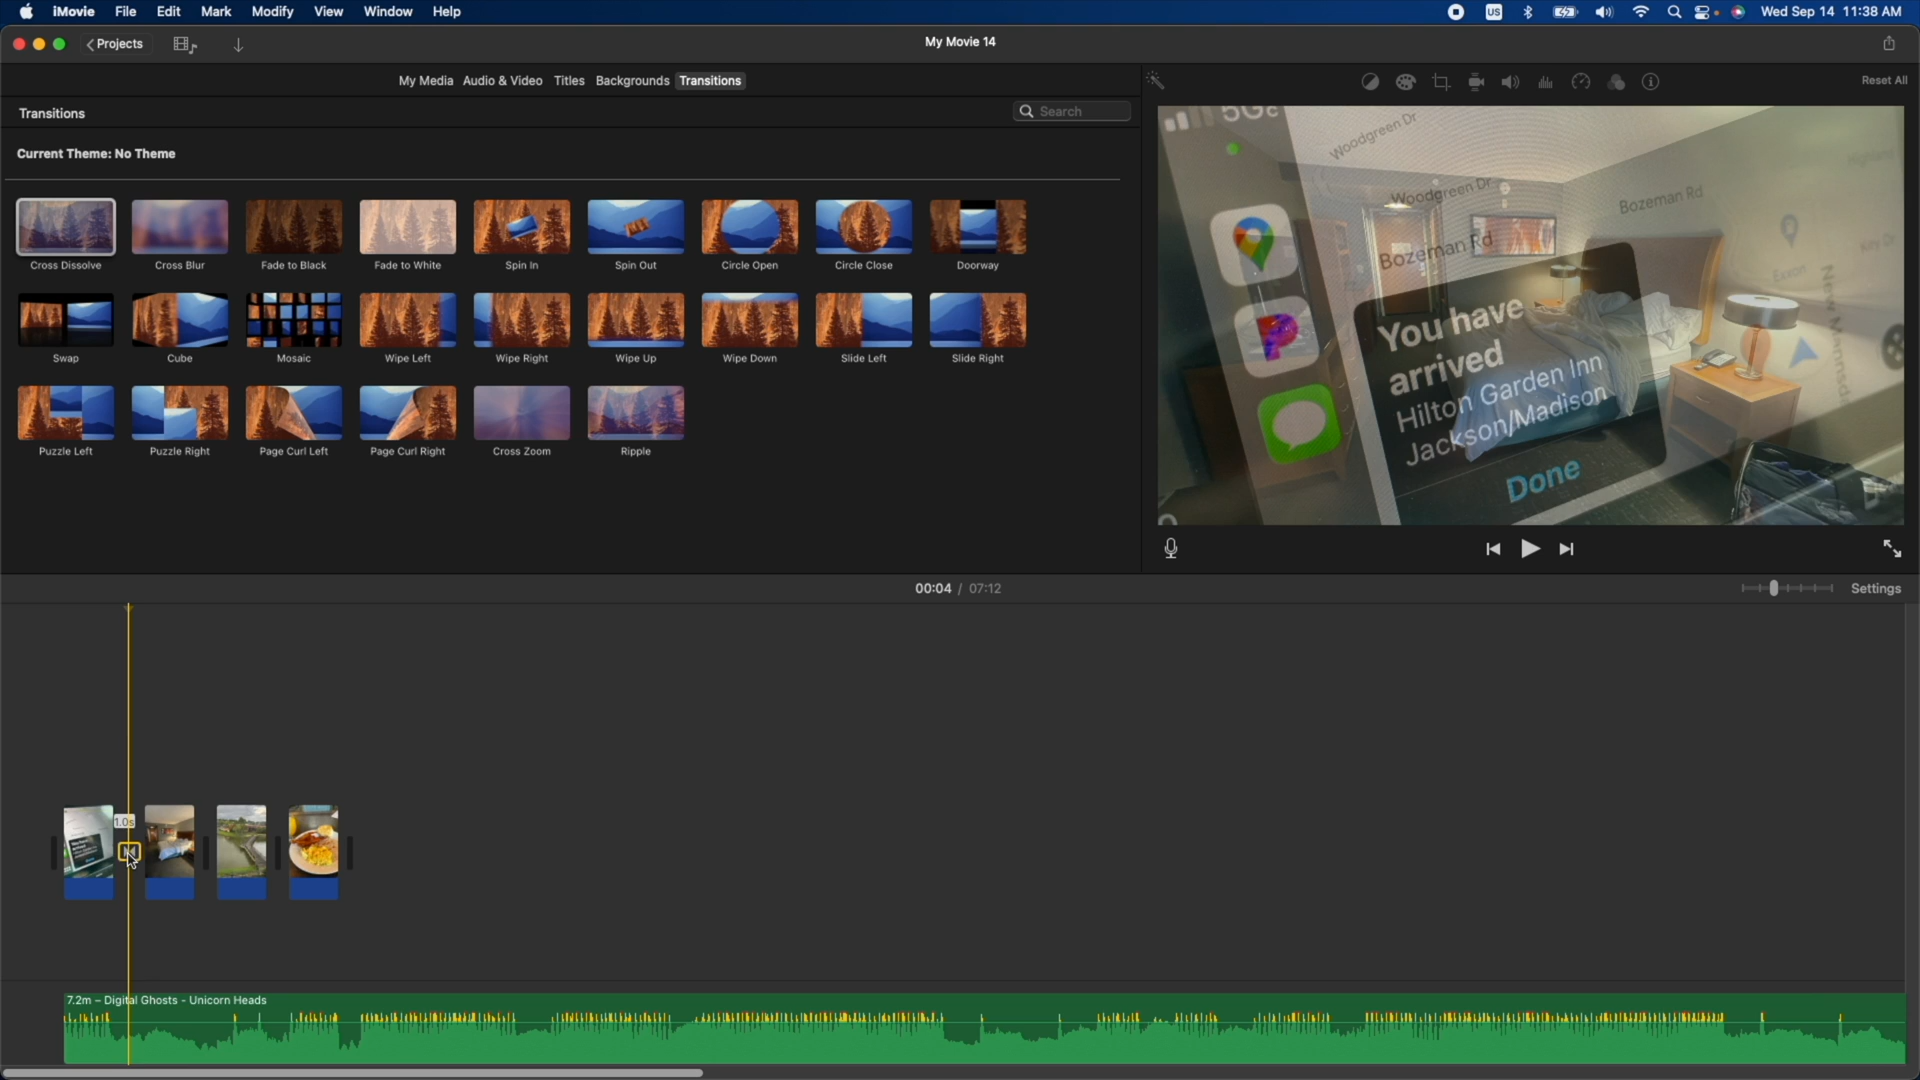 iMovie File Edit Mark Modify View Window Help US Wed Sep 14 11:38 AM
Projects My Movie 14
My Media Audio & Video Titles Backgrounds Transitions Reset All
Transitions Search
Current Theme: No Theme
Cross Dissolve Cross Blur Fade to Black Fade to White Spin In Spin Out Circle Open Circle Close Doorway
Swap Cube Mosaic Wipe Left Wipe Right Wipe Up Wipe Down Slide Left Slide Right
Puzzle Left Puzzle Right Page Curl Left Page Curl Right Cross Zoom Ripple
Woodgreen Dr
Woodgreen Dr
Bozeman Rd
Bozeman Rd
You have
arrived
Hilton Garden Inn
Jackson/Madison
Done
00:04 / 07:12 Settings
1.0s
7.2m – Digital Ghosts - Unicorn Heads